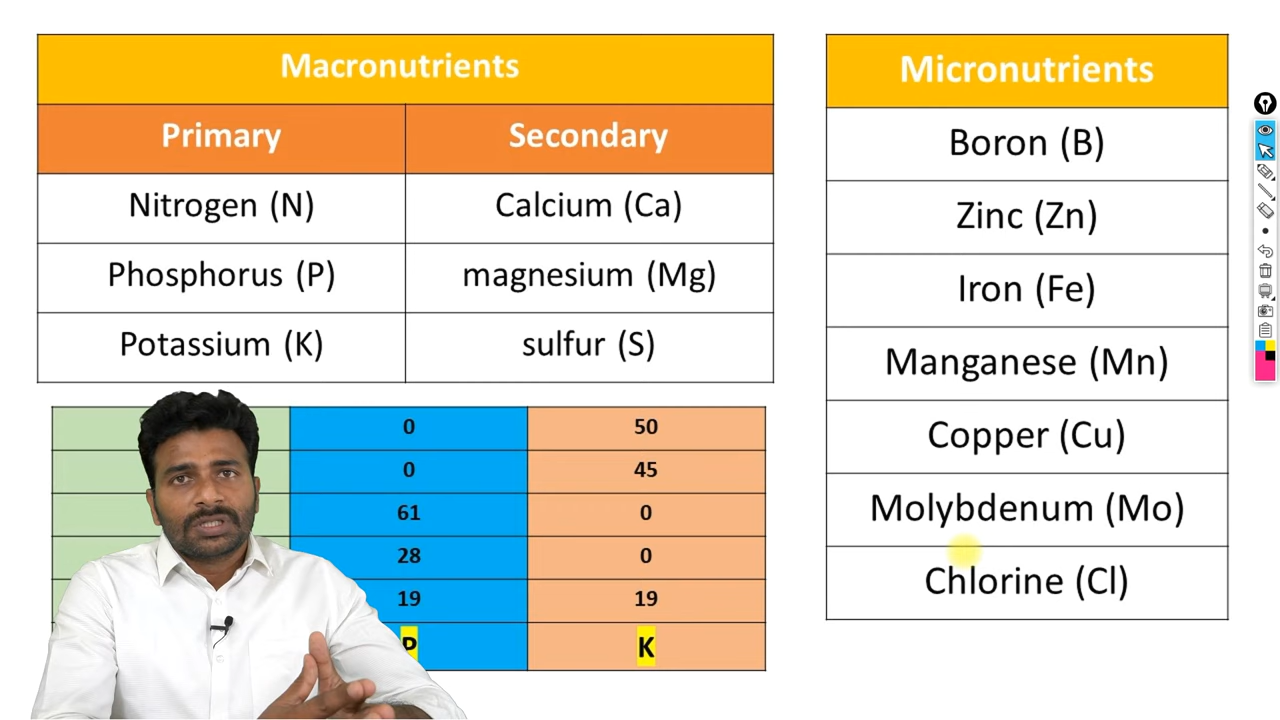 Macronutrients
Primary Secondary
Nitrogen (N) Calcium (Ca)
Phosphorus (P) magnesium (Mg)
Potassium (K) sulfur (S)
0 50
0 45
61 0
28 0
19 19
P K
Micronutrients
Boron (B)
Zinc (Zn)
Iron (Fe)
Manganese (Mn)
Copper (Cu)
Molybdenum (Mo)
Chlorine (Cl)